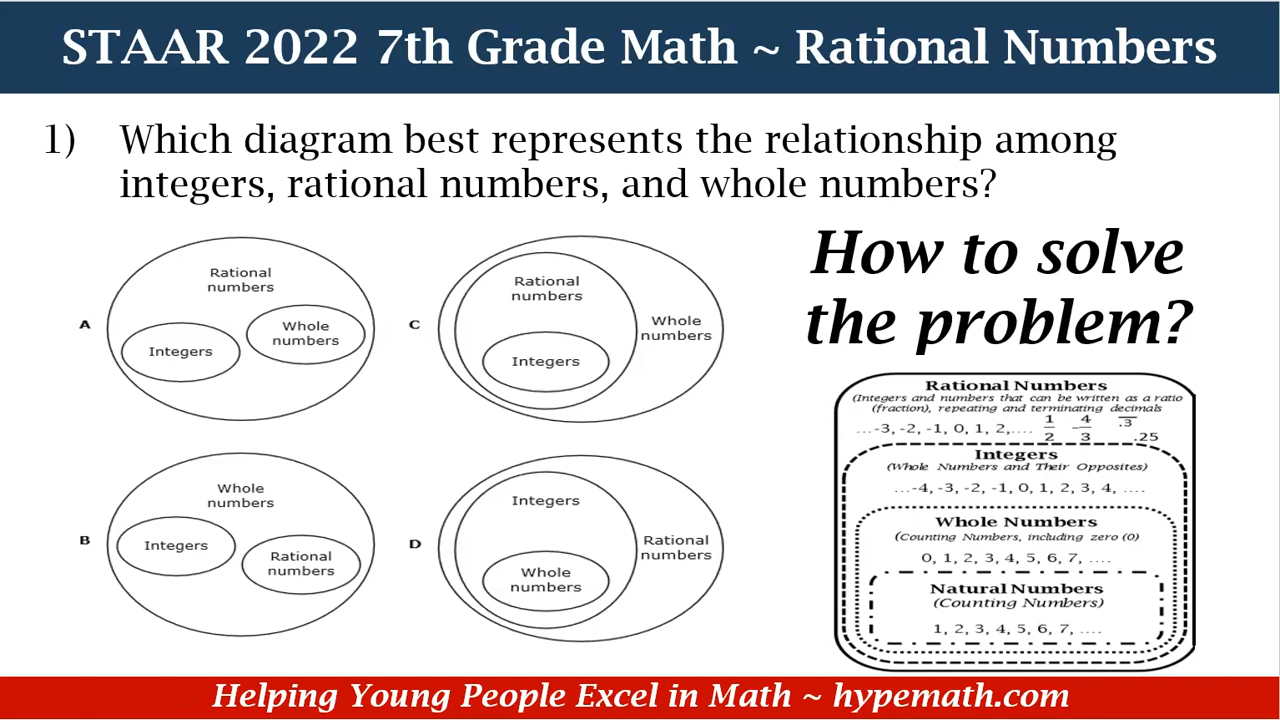 STAAR 2022 7th Grade Math ~ Rational Numbers
1) Which diagram best represents the relationship among
integers, rational numbers, and whole numbers?
A
Rational
numbers
Integers
Whole
numbers
C
Rational
numbers
Integers
Whole
numbers
B
Whole
numbers
Integers
Rational
numbers
D
Integers
Whole
numbers
Rational
numbers
How to solve
the problem?
Rational Numbers
(Integers and numbers that can be written as a ratio
(fraction), repeating and terminating decimals
...-3, -2, -1, 0, 1, 2,.... 1/2 -4/3 .3̅ .25
Integers
(Whole Numbers and Their Opposites)
...-4, -3, -2, -1, 0, 1, 2, 3, 4, ....
Whole Numbers
(Counting Numbers, including zero (0)
0, 1, 2, 3, 4, 5, 6, 7, ....
Natural Numbers
(Counting Numbers)
1, 2, 3, 4, 5, 6, 7, ....
Helping Young People Excel in Math ~ hypemath.com